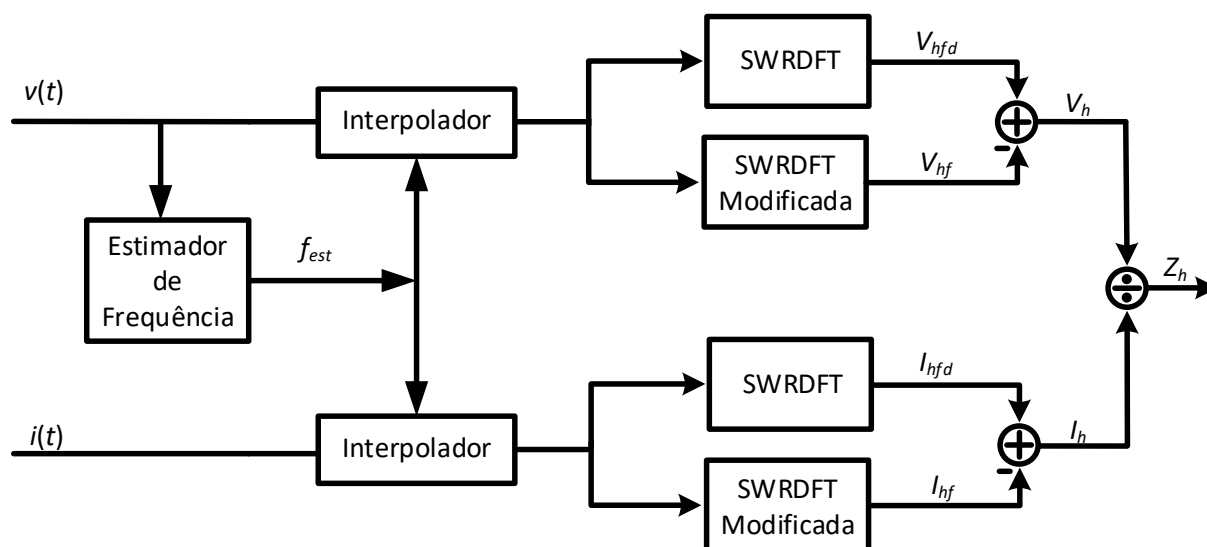 v(t)
Interpolador
SWRDFT
V_hfd
SWRDFT
Modificada
V_hf
+
-
V_h
Estimador
de
Frequência
f_est
÷
Z_h
i(t)
Interpolador
SWRDFT
I_hfd
SWRDFT
Modificada
I_hf
+
-
I_h